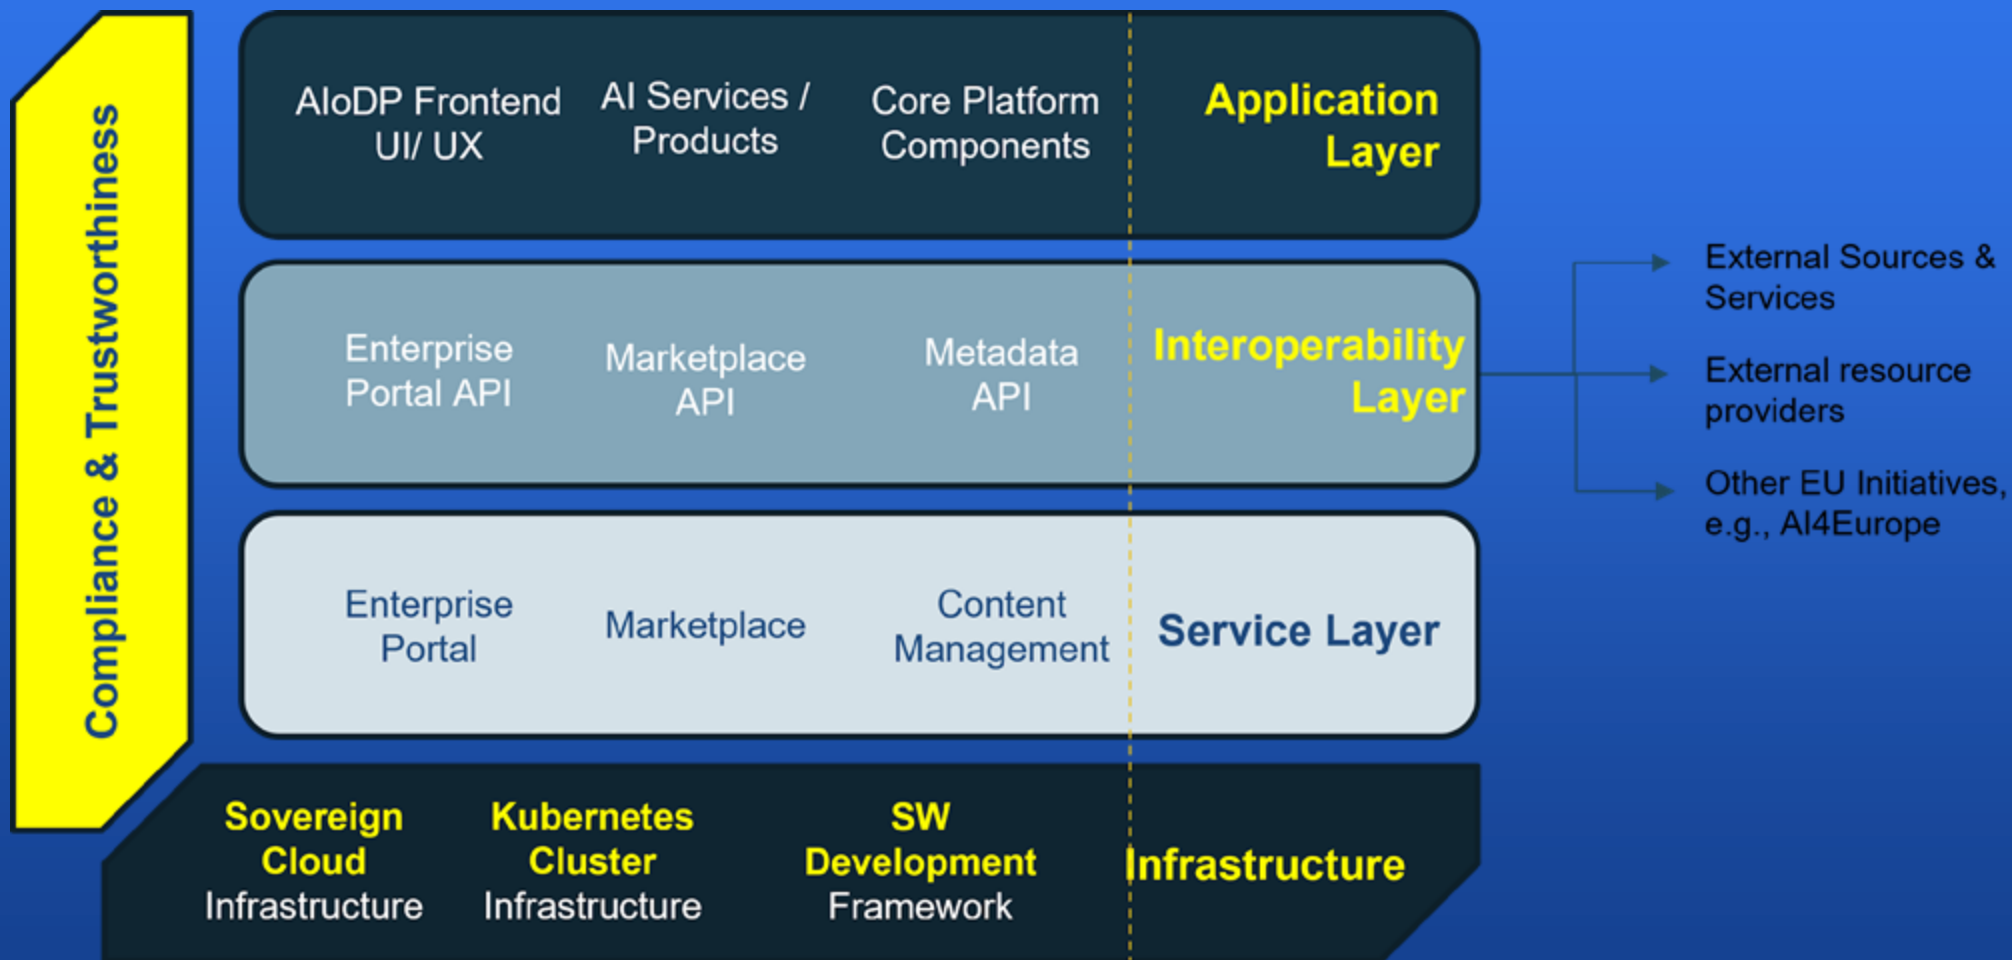 Compliance & Trustworthiness
AIoDP Frontend
UI/ UX
AI Services /
Products
Core Platform
Components
Application
Layer
Enterprise
Portal API
Marketplace
API
Metadata
API
Interoperability
Layer
External Sources &
Services
External resource
providers
Other EU Initiatives,
e.g., AI4Europe
Enterprise
Portal
Marketplace
Content
Management
Service Layer
Sovereign
Cloud
Infrastructure
Kubernetes
Cluster
Infrastructure
SW
Development
Framework
Infrastructure